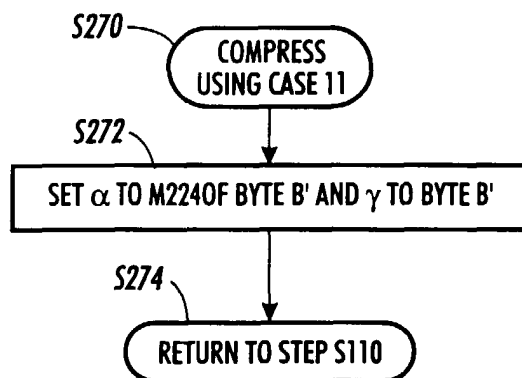 S270
COMPRESS
USING CASE 11
S272
SET α TO M224OF BYTE B' AND γ TO BYTE B'
S274
RETURN TO STEP S110